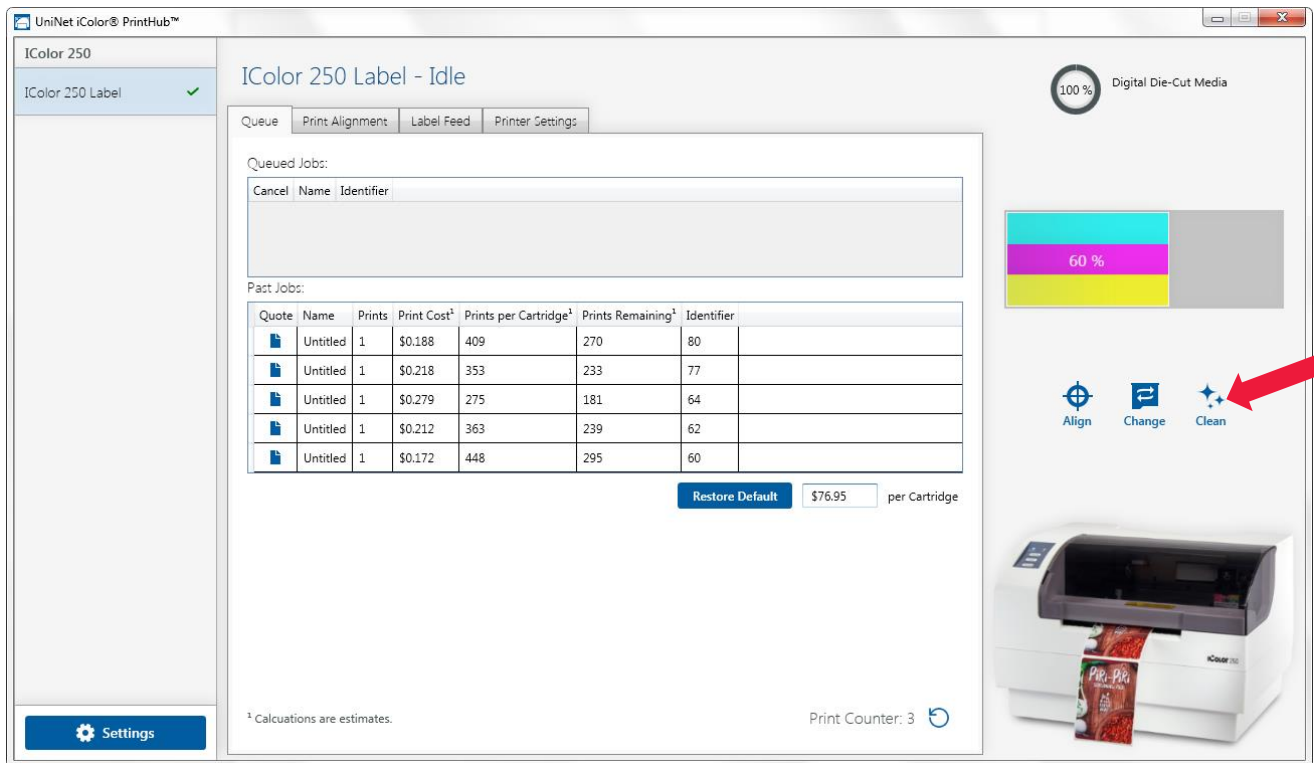 UniNet iColor® PrintHub™
IColor 250
IColor 250 Label
IColor 250 Label - Idle
100 %
Digital Die-Cut Media
Queue Print Alignment Label Feed Printer Settings
Queued Jobs:
Cancel Name Identifier
60 %
Past Jobs:
Quote Name Prints Print Cost¹ Prints per Cartridge¹ Prints Remaining¹ Identifier
Untitled 1 $0.188 409 270 80
Untitled 1 $0.218 353 233 77
Untitled 1 $0.279 275 181 64
Untitled 1 $0.212 363 239 62
Untitled 1 $0.172 448 295 60
Align Change Clean
Restore Default $76.95 per Cartridge
iColor 250
PiRi-PiRi
¹ Calcuations are estimates.
Print Counter: 3
Settings